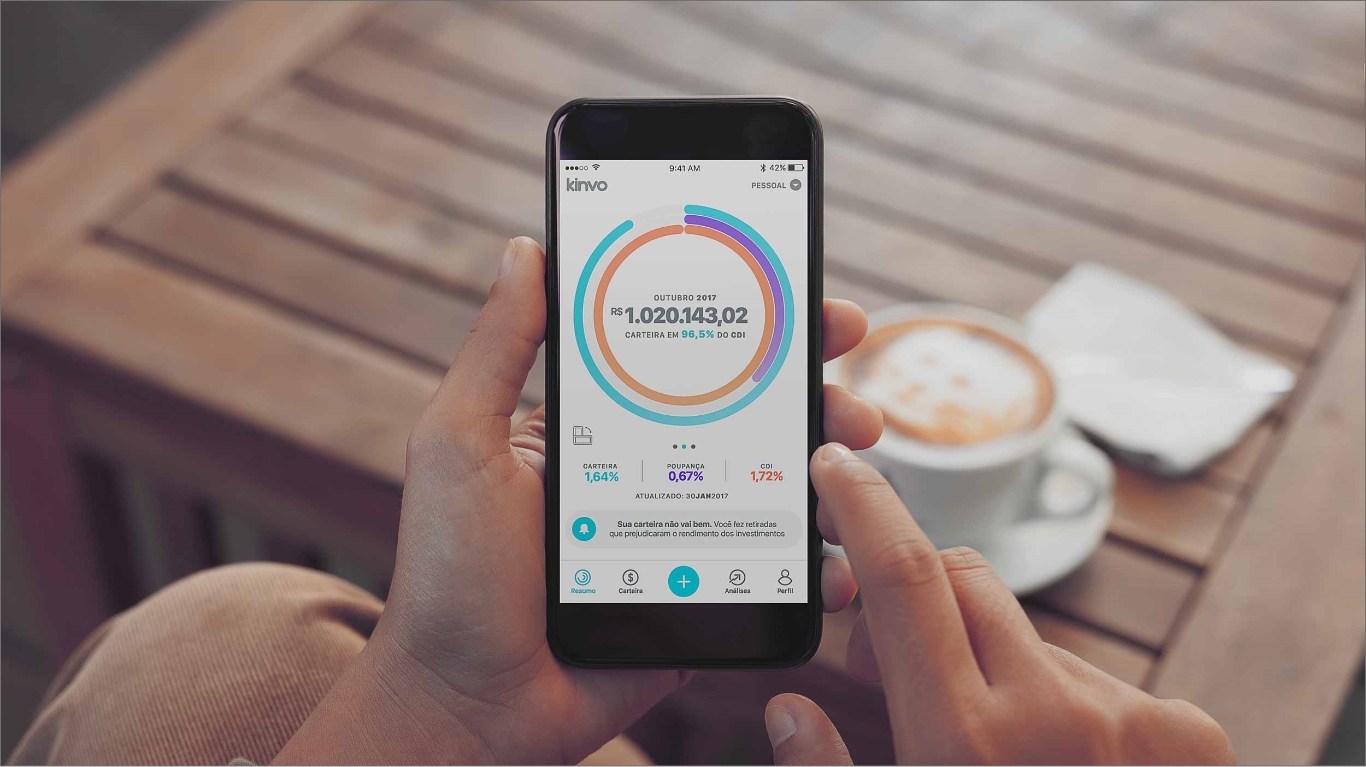 9:41 AM
42%
kinvo
PESSOAL
OUTUBRO 2017
R$ 1.020.143,02
CARTEIRA EM 96,5% DO CDI
CARTEIRA
POUPANÇA
CDI
1,64%
0,67%
1,72%
ATUALIZADO: 30JAN2017
Sua carteira não vai bem. Você fez retiradas
que prejudicaram o rendimento dos investimentos
Resumo
Carteira
Análises
Perfil